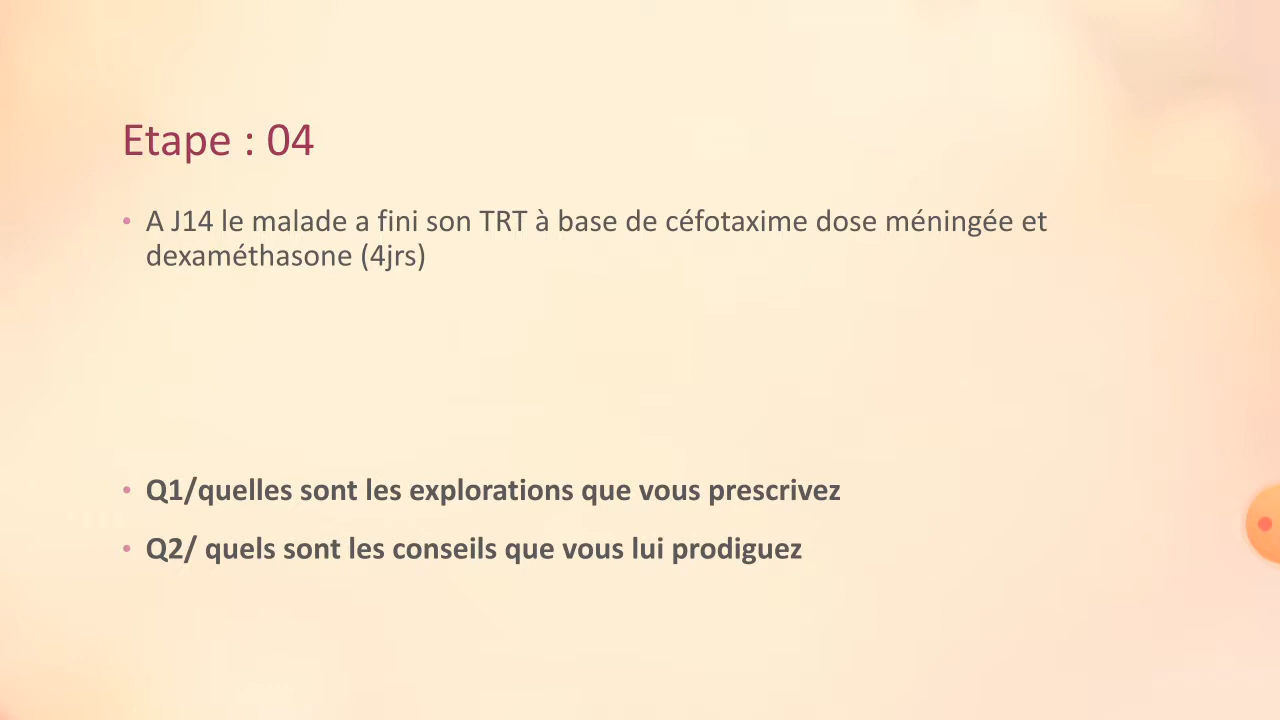 Etape : 04
• A J14 le malade a fini son TRT à base de céfotaxime dose méningée et
dexaméthasone (4jrs)
• Q1/quelles sont les explorations que vous prescrivez
• Q2/ quels sont les conseils que vous lui prodiguez